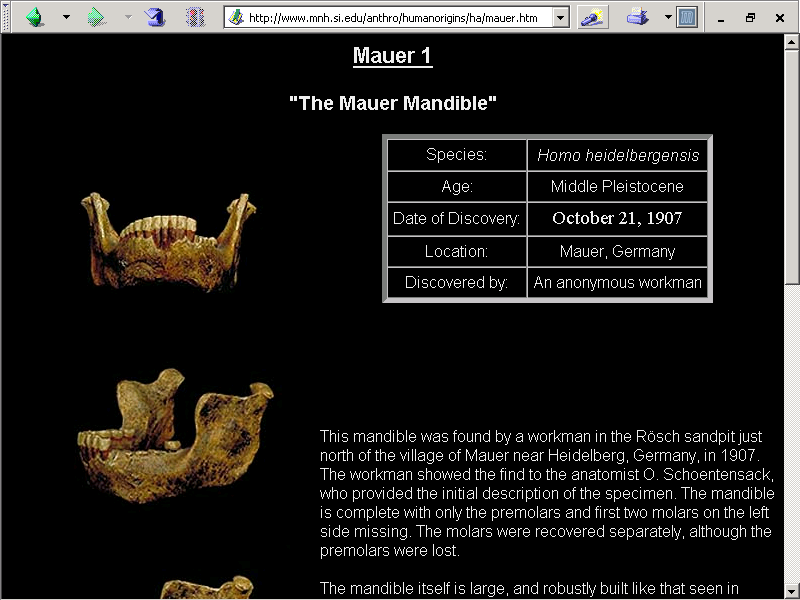 http://www.mnh.si.edu/anthro/humanorigins/ha/mauer.htm
Mauer 1
"The Mauer Mandible"
Species: Homo heidelbergensis
Age: Middle Pleistocene
Date of Discovery: October 21, 1907
Location: Mauer, Germany
Discovered by: An anonymous workman
This mandible was found by a workman in the Rösch sandpit just
north of the village of Mauer near Heidelberg, Germany, in 1907.
The workman showed the find to the anatomist O. Schoentensack,
who provided the initial description of the specimen. The mandible
is complete with only the premolars and first two molars on the left
side missing. The molars were recovered separately, although the
premolars were lost.
The mandible itself is large, and robustly built like that seen in